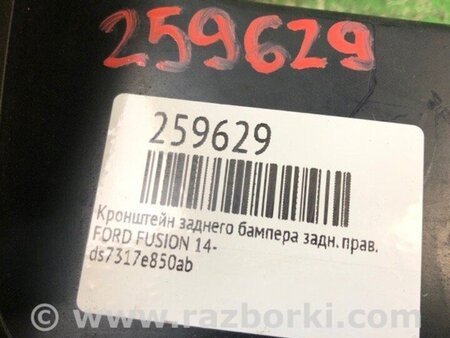 259629
259629
Кронштейн заднего бампера задн. прав.
FORD FUSION 14-
ds7317e850ab
© www.razborki.com